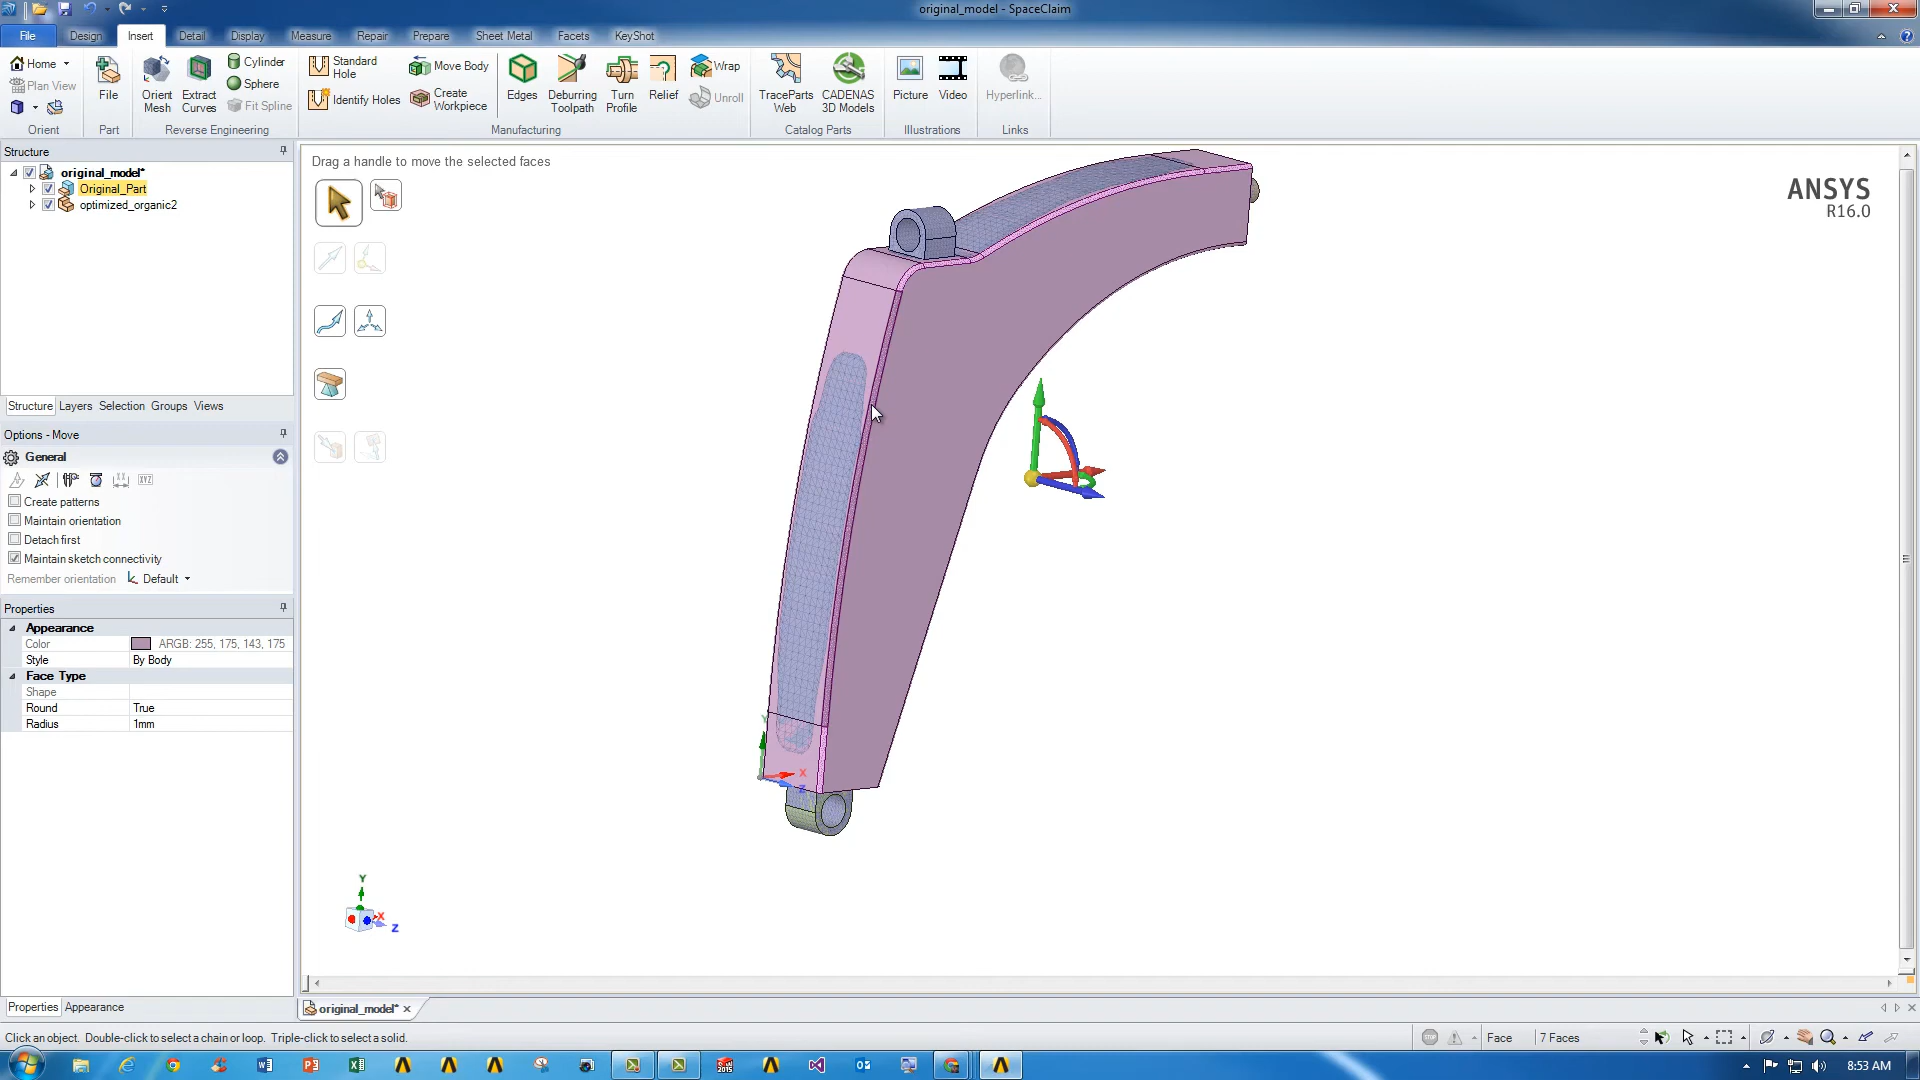 original_model - SpaceClaim
File Design Insert Detail Display Measure Repair Prepare Sheet Metal Facets KeyShot
Home
Plan View
Orient
File
Part
Orient Mesh
Extract Curves
Cylinder
Sphere
Fit Spline
Reverse Engineering
Standard Hole
Identify Holes
Move Body
Create Workpiece
Edges
Deburring Toolpath
Turn Profile
Relief
Wrap
Unroll
Manufacturing
TraceParts Web
CADENAS 3D Models
Catalog Parts
Picture
Video
Illustrations
Hyperlink...
Links
Structure
original_model*
Original_Part
optimized_organic2
Structure Layers Selection Groups Views
Options - Move
General
XYZ
Create patterns
Maintain orientation
Detach first
Maintain sketch connectivity
Remember orientation Default
Properties
Appearance
Color ARGB: 255, 175, 143, 175
Style By Body
Face Type
Shape
Round True
Radius 1mm
Properties Appearance
Drag a handle to move the selected faces
ANSYS
R16.0
Y
X
Z
Y
X
Z
original_model*
Click an object. Double-click to select a chain or loop. Triple-click to select a solid.
Face 7 Faces
8:53 AM